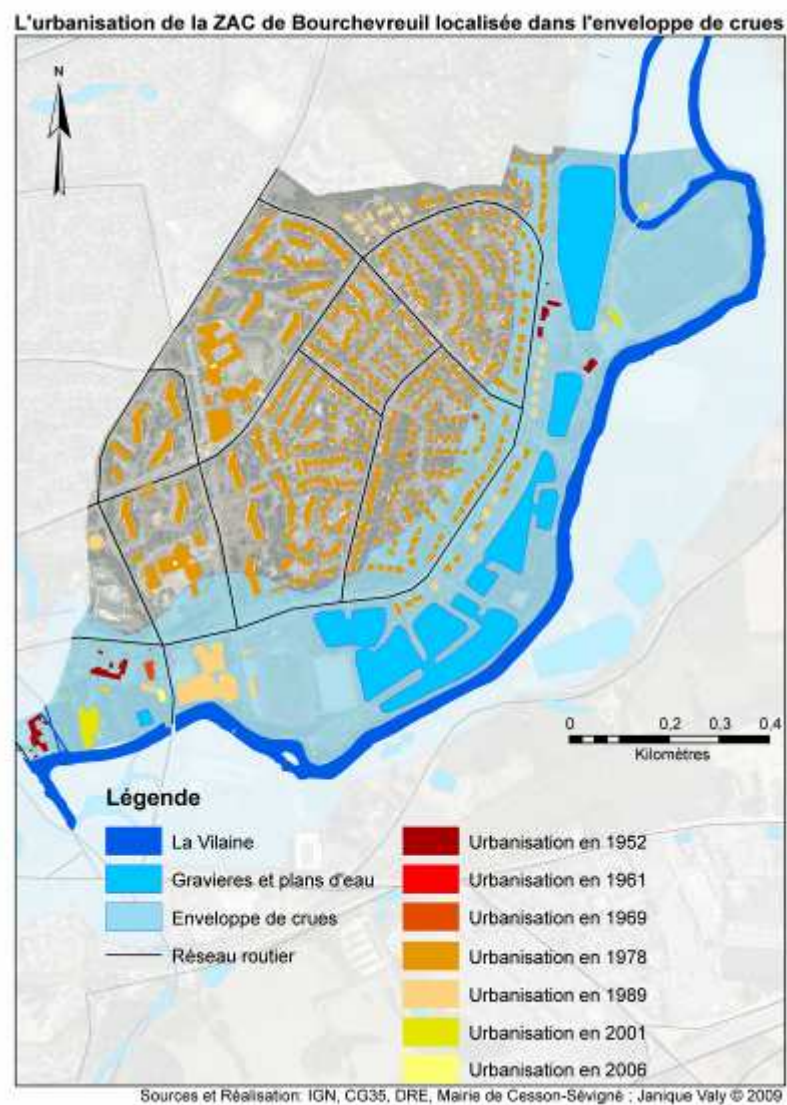 L'urbanisation de la ZAC de Bourchevreuil localisée dans l'enveloppe de crues
N
0 0,2 0,4
Kilomètres
Légende
La Vilaine
Gravieres et plans d'eau
Enveloppe de crues
Réseau routier
Urbanisation en 1952
Urbanisation en 1961
Urbanisation en 1969
Urbanisation en 1978
Urbanisation en 1989
Urbanisation en 2001
Urbanisation en 2006
Sources et Réalisation: IGN, CG35, DRE, Mairie de Cesson-Sévigné ; Janique Valy © 2009